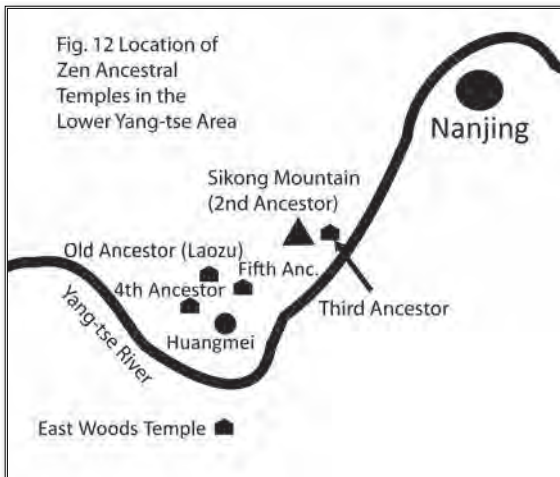 Fig. 12 Location of
Zen Ancestral
Temples in the
Lower Yang-tse Area
Nanjing
Sikong Mountain
(2nd Ancestor)
Old Ancestor (Laozu)
Fifth Anc.
4th Ancestor
Third Ancestor
Huangmei
Yang-tse River
East Woods Temple